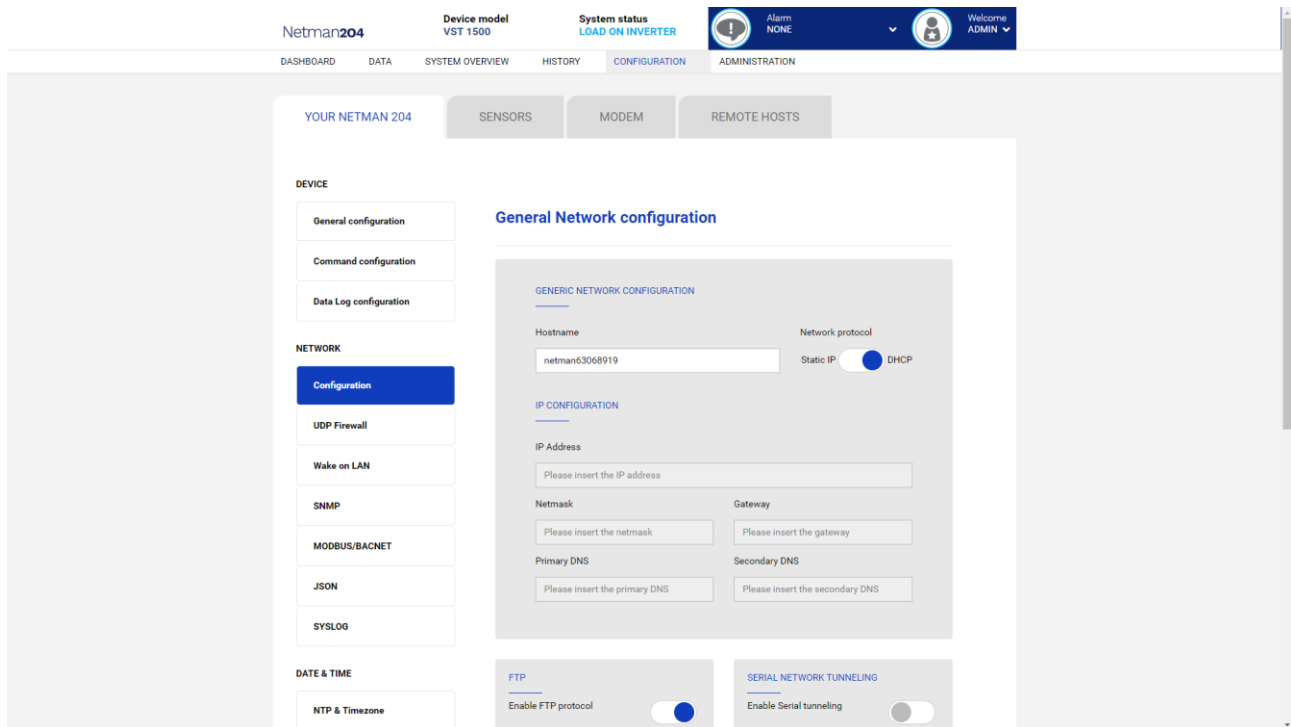 Netman204
Device model
VST 1500
System status
LOAD ON INVERTER
Alarm
NONE
Welcome
ADMIN
DASHBOARD DATA SYSTEM OVERVIEW HISTORY CONFIGURATION ADMINISTRATION
YOUR NETMAN 204 SENSORS MODEM REMOTE HOSTS
DEVICE
General configuration
Command configuration
Data Log configuration
NETWORK
Configuration
UDP Firewall
Wake on LAN
SNMP
MODBUS/BACNET
JSON
SYSLOG
DATE & TIME
NTP & Timezone
General Network configuration
GENERIC NETWORK CONFIGURATION
Hostname
netman63068919
Network protocol
Static IP DHCP
IP CONFIGURATION
IP Address
Please insert the IP address
Netmask Gateway
Please insert the netmask Please insert the gateway
Primary DNS Secondary DNS
Please insert the primary DNS Please insert the secondary DNS
FTP
Enable FTP protocol
SERIAL NETWORK TUNNELING
Enable Serial tunneling